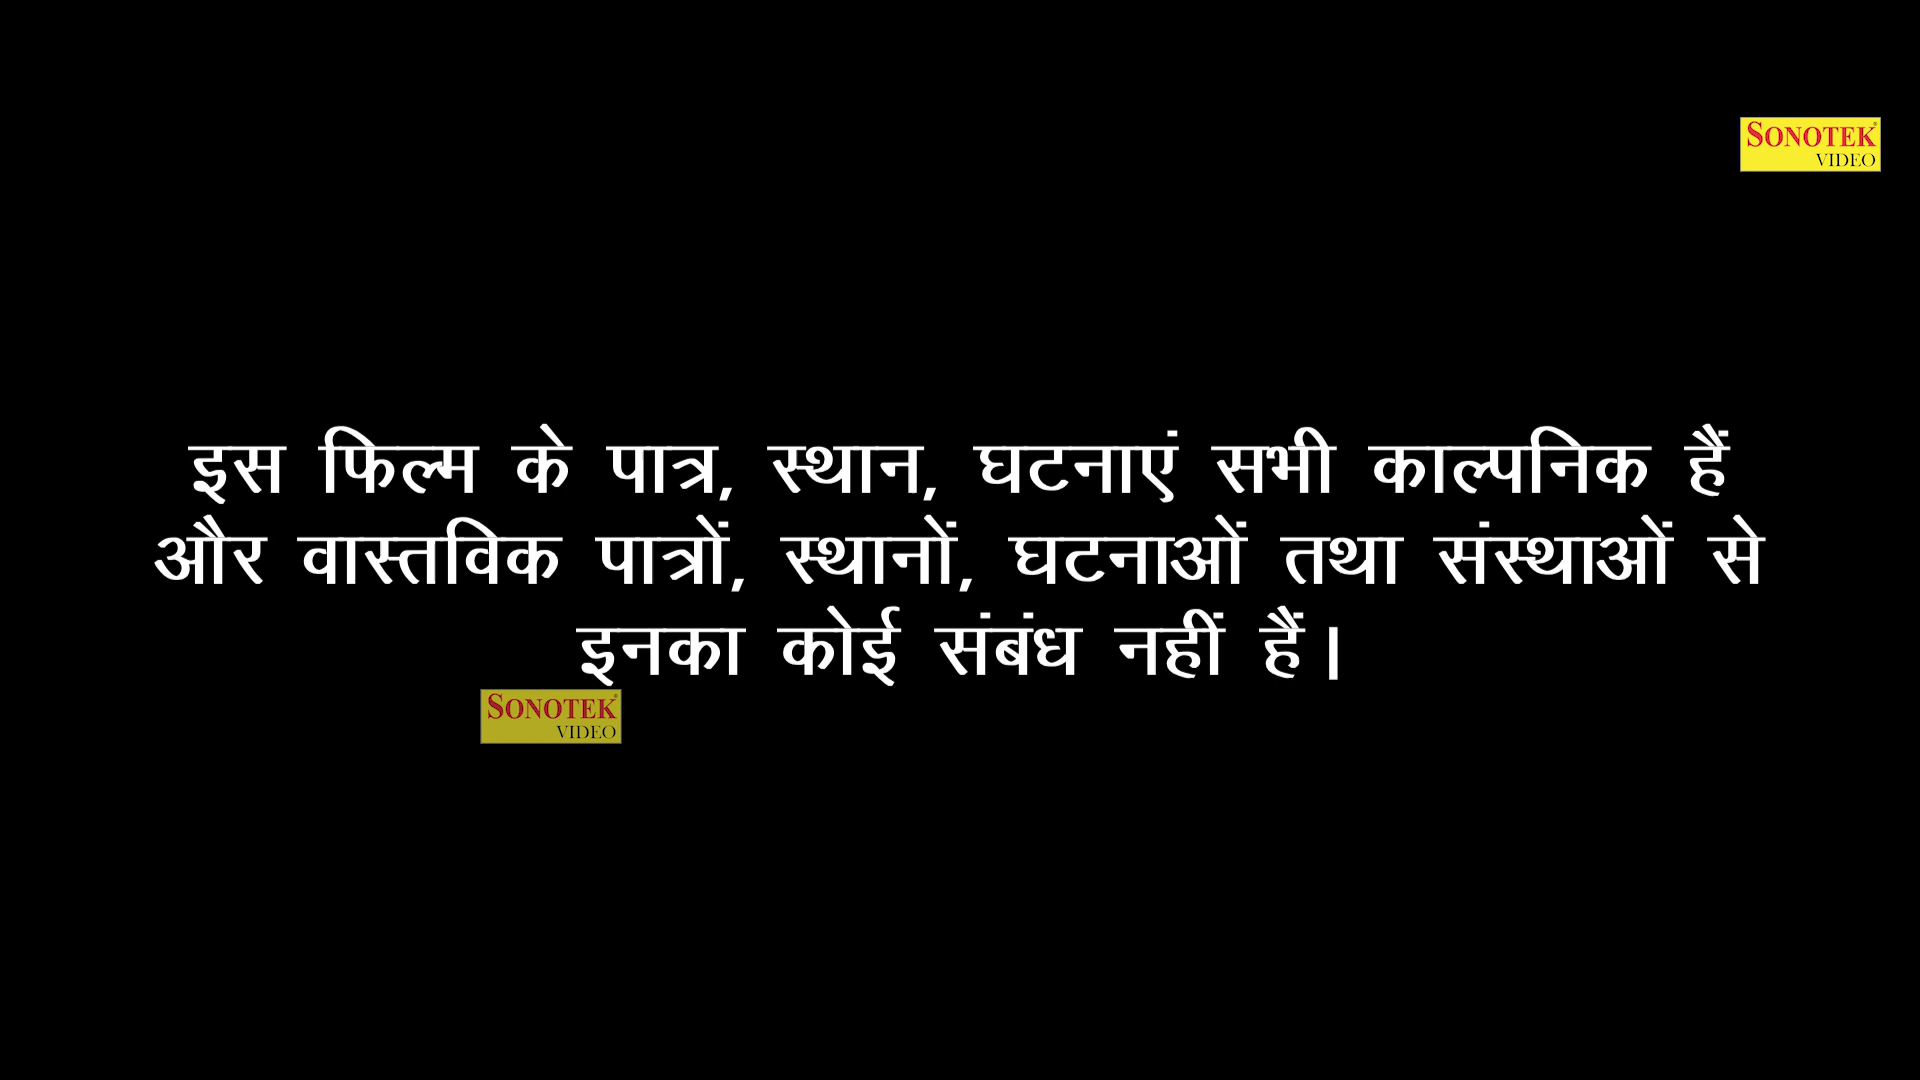 SONOTEK
VIDEO
इस फिल्म के पात्र, स्थान, घटनाएं सभी काल्पनिक हैं
और वास्तविक पात्रों, स्थानों, घटनाओं तथा संस्थाओं से
इनका कोई संबंध नहीं हैं।
SONOTEK
VIDEO